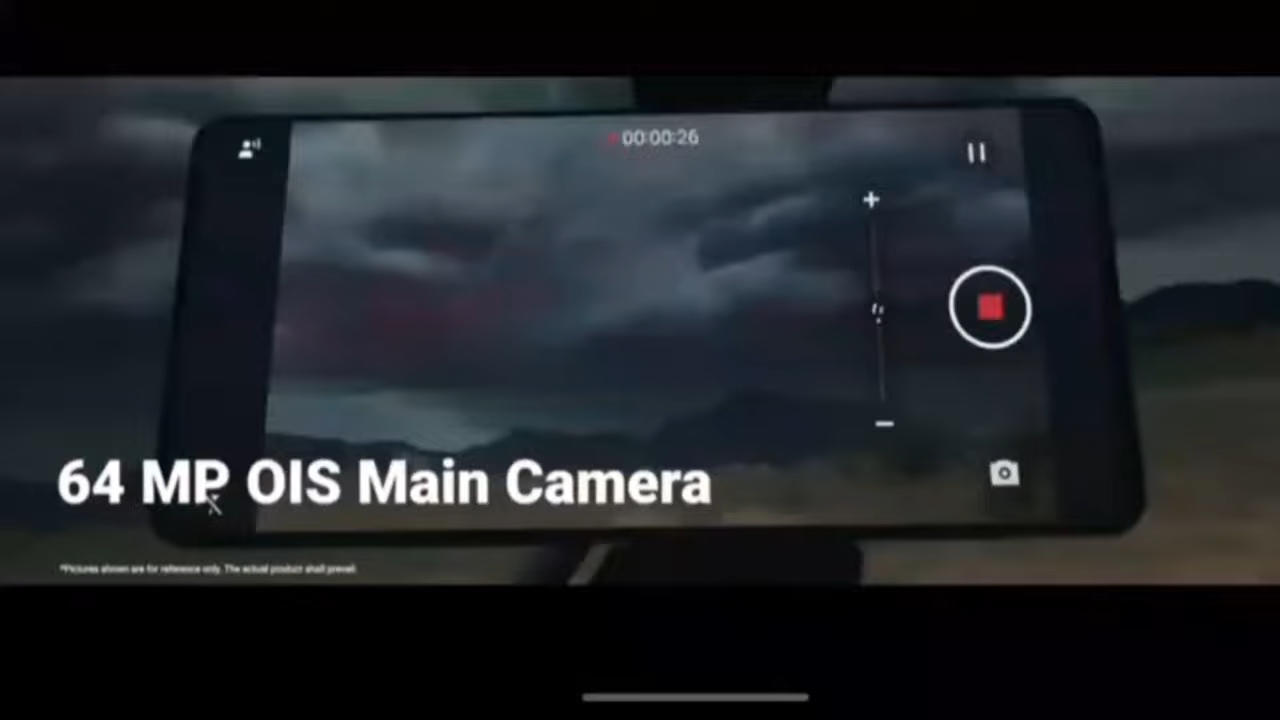 00:00:26
64 MP OIS Main Camera
*Pictures shown are for reference only. The actual product shall prevail.